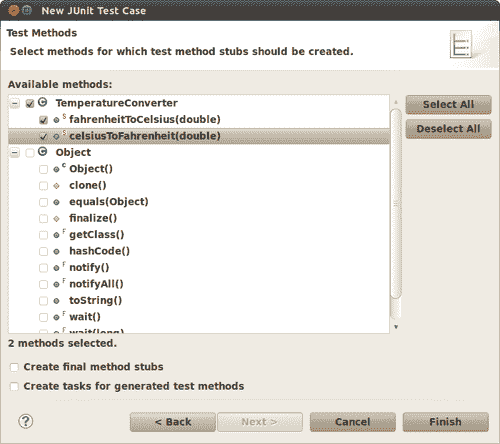 New JUnit Test Case
Test Methods
Select methods for which test method stubs should be created.
Available methods:
TemperatureConverter
fahrenheitToCelsius(double)
celsiusToFahrenheit(double)
Object
Object()
clone()
equals(Object)
finalize()
getClass()
hashCode()
notify()
notifyAll()
toString()
wait()
wait(long)
Select All
Deselect All
2 methods selected.
Create final method stubs
Create tasks for generated test methods
< Back
Next >
Cancel
Finish